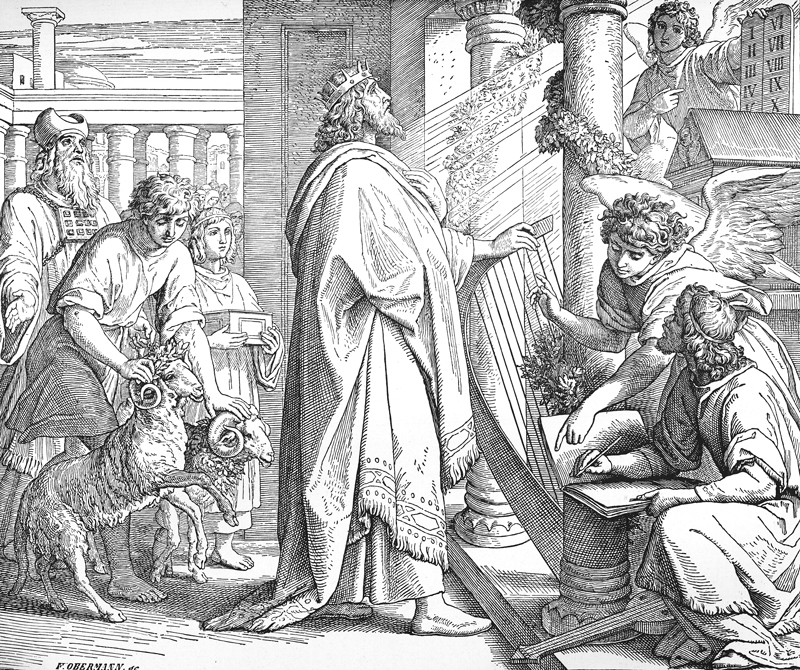 I VI
II VII
III VIII
IV IX
V X
F. OBERMANN. sc.